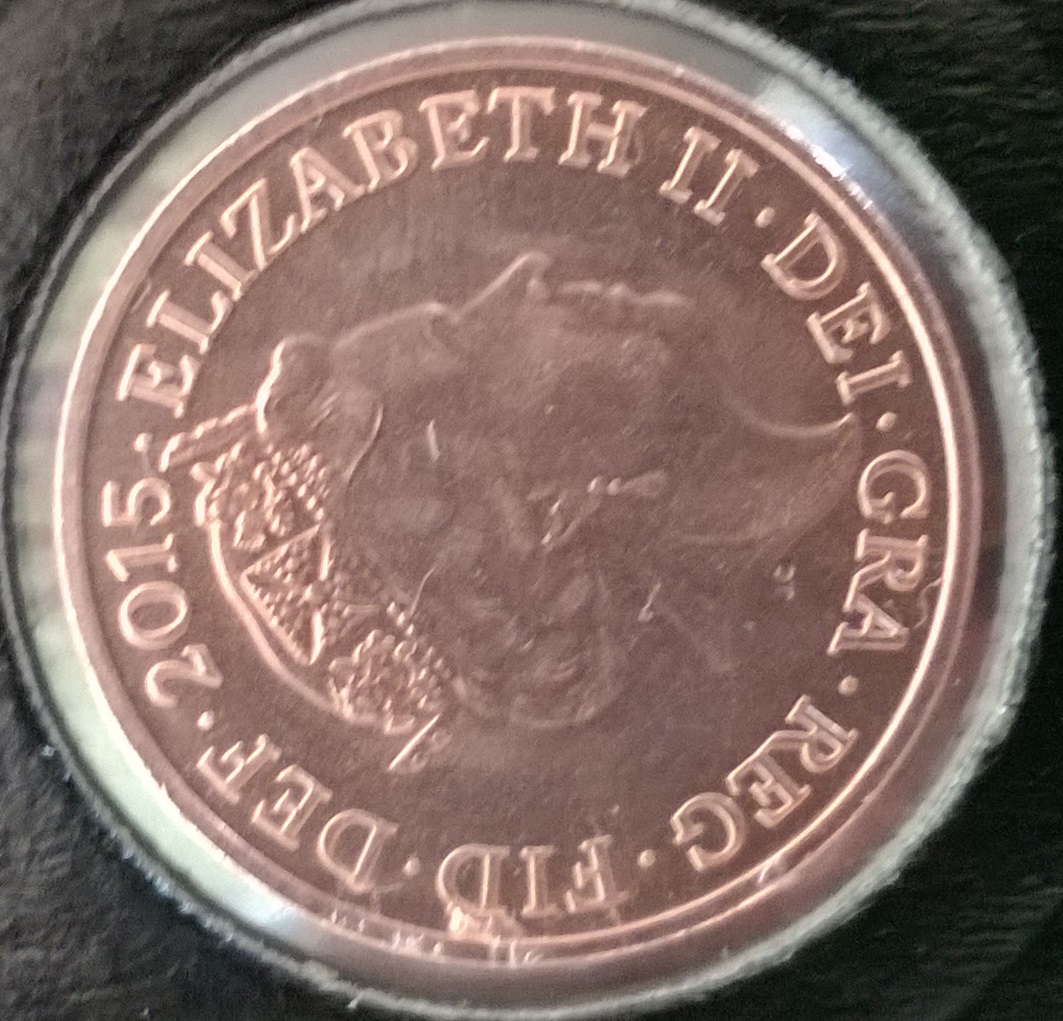 ELIZABETH II · DEI · GRA · REG · FID · DEF · 2015 ·